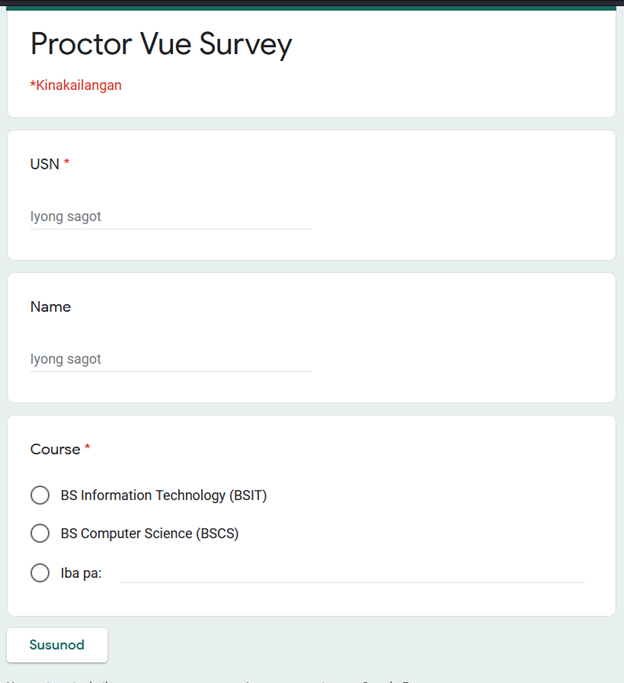 Proctor Vue Survey
*Kinakailangan
USN *
Iyong sagot
Name
Iyong sagot
Course *
BS Information Technology (BSIT)
BS Computer Science (BSCS)
Iba pa:
Susunod